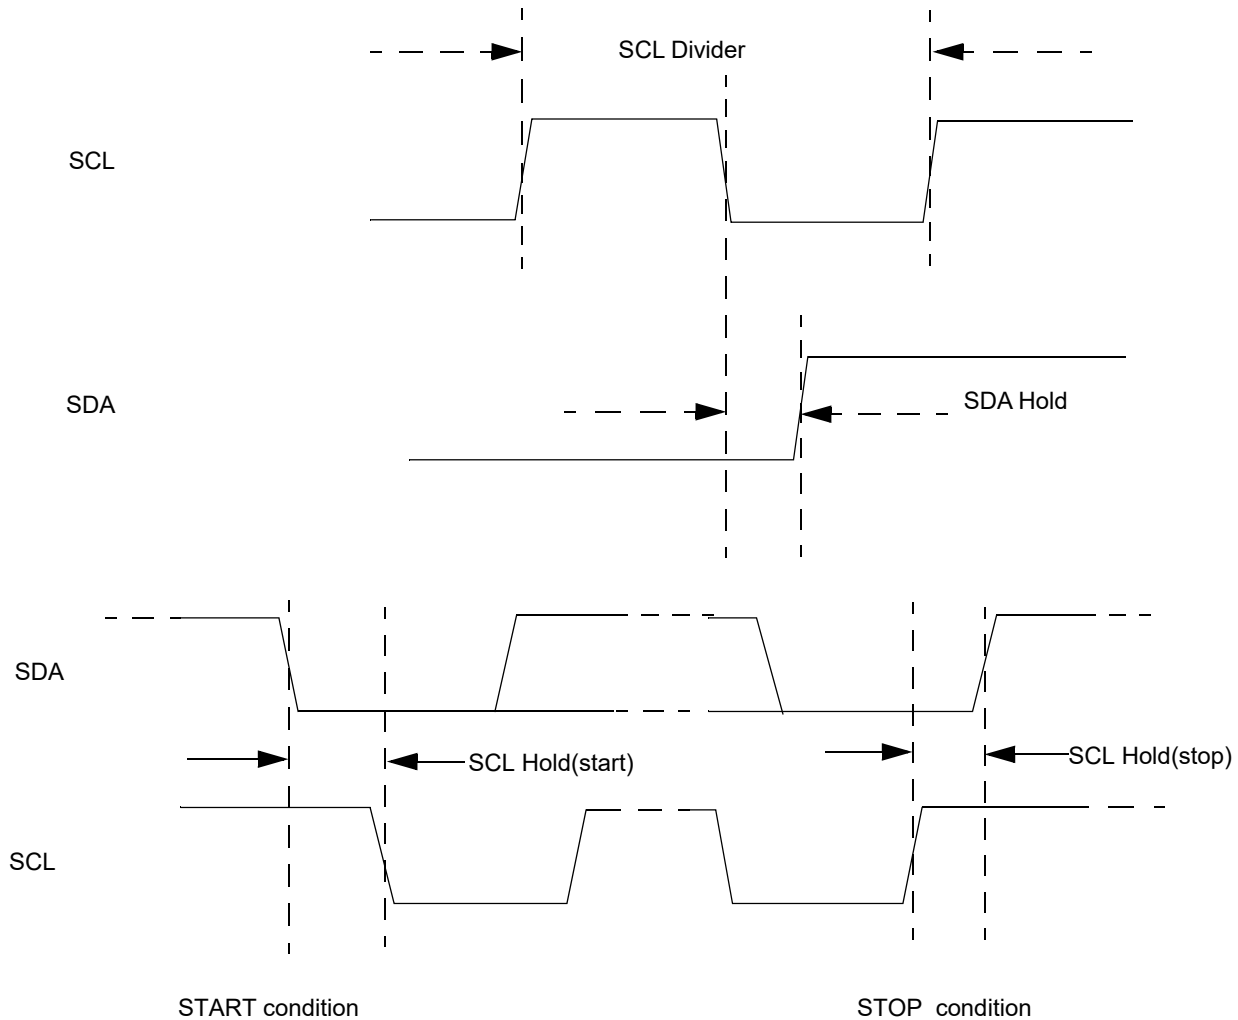 SCL Divider
SCL
SDA
SDA Hold
SDA
SCL Hold(start)
SCL Hold(stop)
SCL
START condition
STOP condition